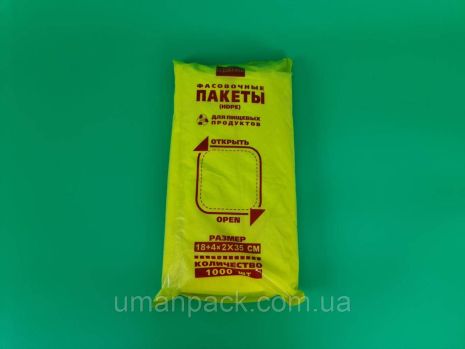 ФАСОВОЧНЫЕ
ПАКЕТЫ
(HDPE)
ДЛЯ ПИЩЕВЫХ
ПРОДУКТОВ
ОТКРЫТЬ
OPEN
РАЗМЕР
18+4×2×35 СМ
КОЛИЧЕСТВО
1000 ШТ
umanpack.com.ua